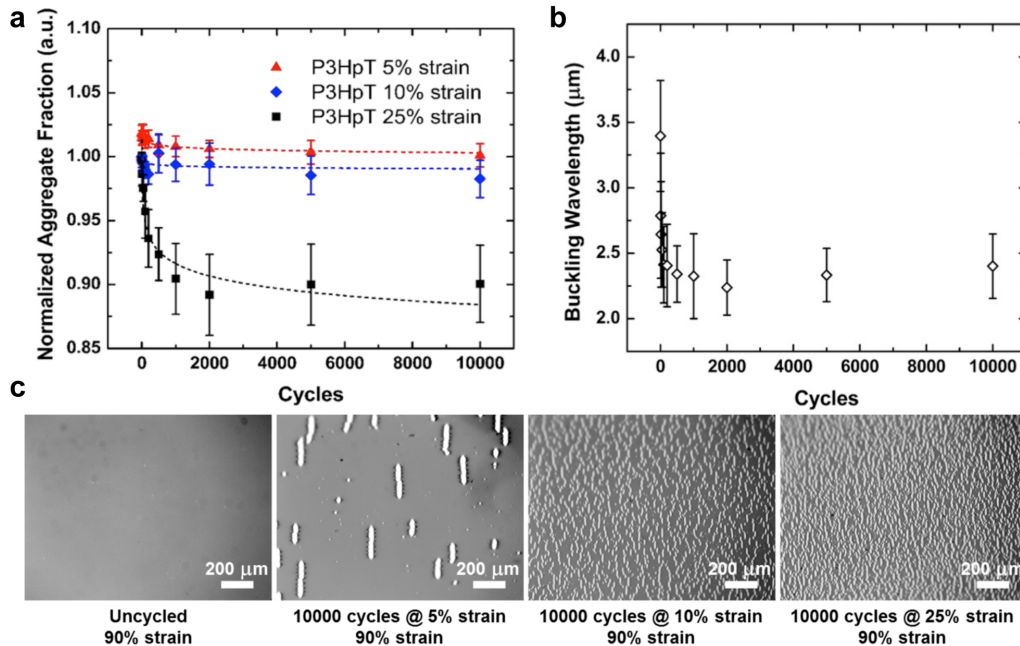 a
Normalized Aggregate Fraction (a.u.)
1.10
1.05
1.00
0.95
0.90
0.85
P3HpT 5% strain
P3HpT 10% strain
P3HpT 25% strain
0 2000 4000 6000 8000 10000
Cycles
b
Buckling Wavelength (μm)
4.0
3.5
3.0
2.5
2.0
0 2000 4000 6000 8000 10000
Cycles
c
200 μm
200 μm
200 μm
200 μm
Uncycled
90% strain
10000 cycles @ 5% strain
90% strain
10000 cycles @ 10% strain
90% strain
10000 cycles @ 25% strain
90% strain